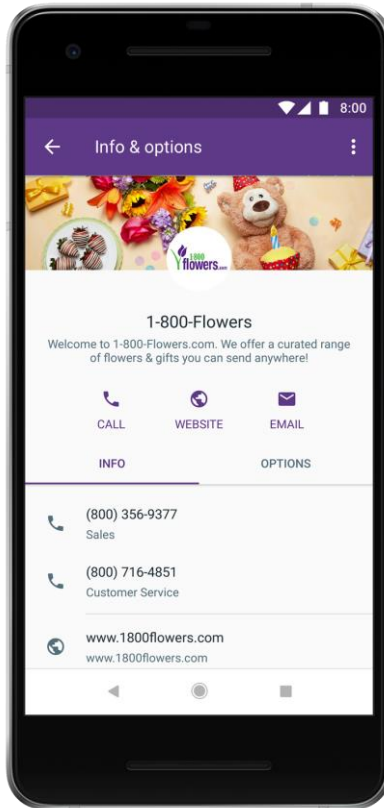 8:00
Info & options
1-800
flowers.com
1-800-Flowers
Welcome to 1-800-Flowers.com. We offer a curated range
of flowers & gifts you can send anywhere!
CALL
WEBSITE
EMAIL
INFO
OPTIONS
(800) 356-9377
Sales
(800) 716-4851
Customer Service
www.1800flowers.com
www.1800flowers.com